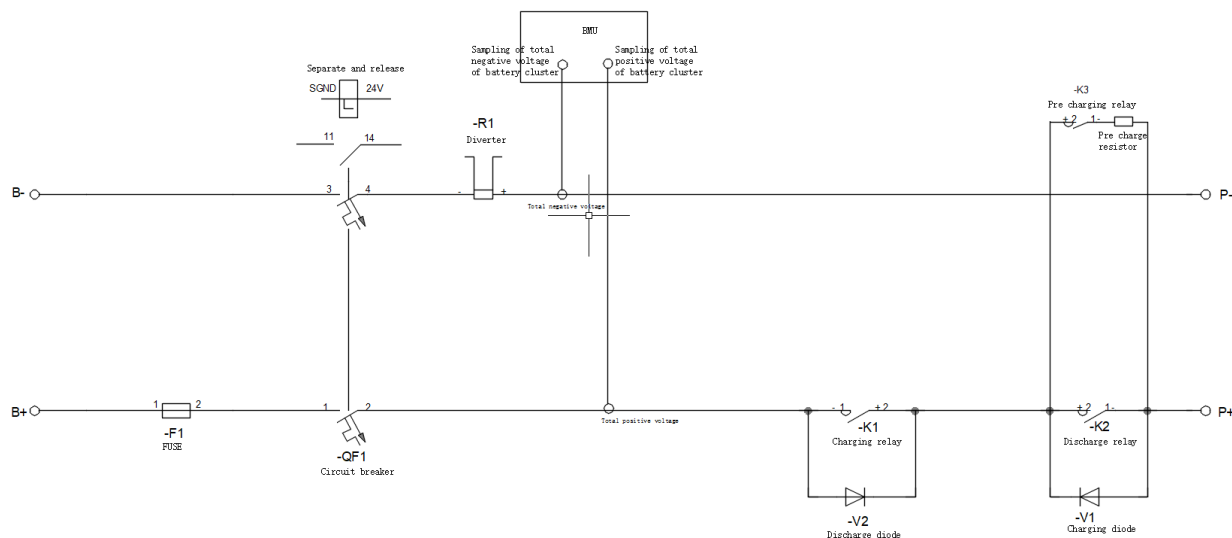 BMU
Sampling of total
negative voltage
of battery cluster
Sampling of total
positive voltage
of battery cluster
Separate and release
SGND
24V
-K3
Pre charging relay
+ 2
1 -
Pre charge
resistor
-R1
Diverter
11
14
B-
3
4
-
+
P-
Total negative voltage
B+
1
2
-F1
FUSE
1
2
-QF1
Circuit breaker
Total positive voltage
- 1
+ 2
-K1
Charging relay
+ 2
1 -
-K2
Discharge relay
P+
-V2
Discharge diode
-V1
Charging diode